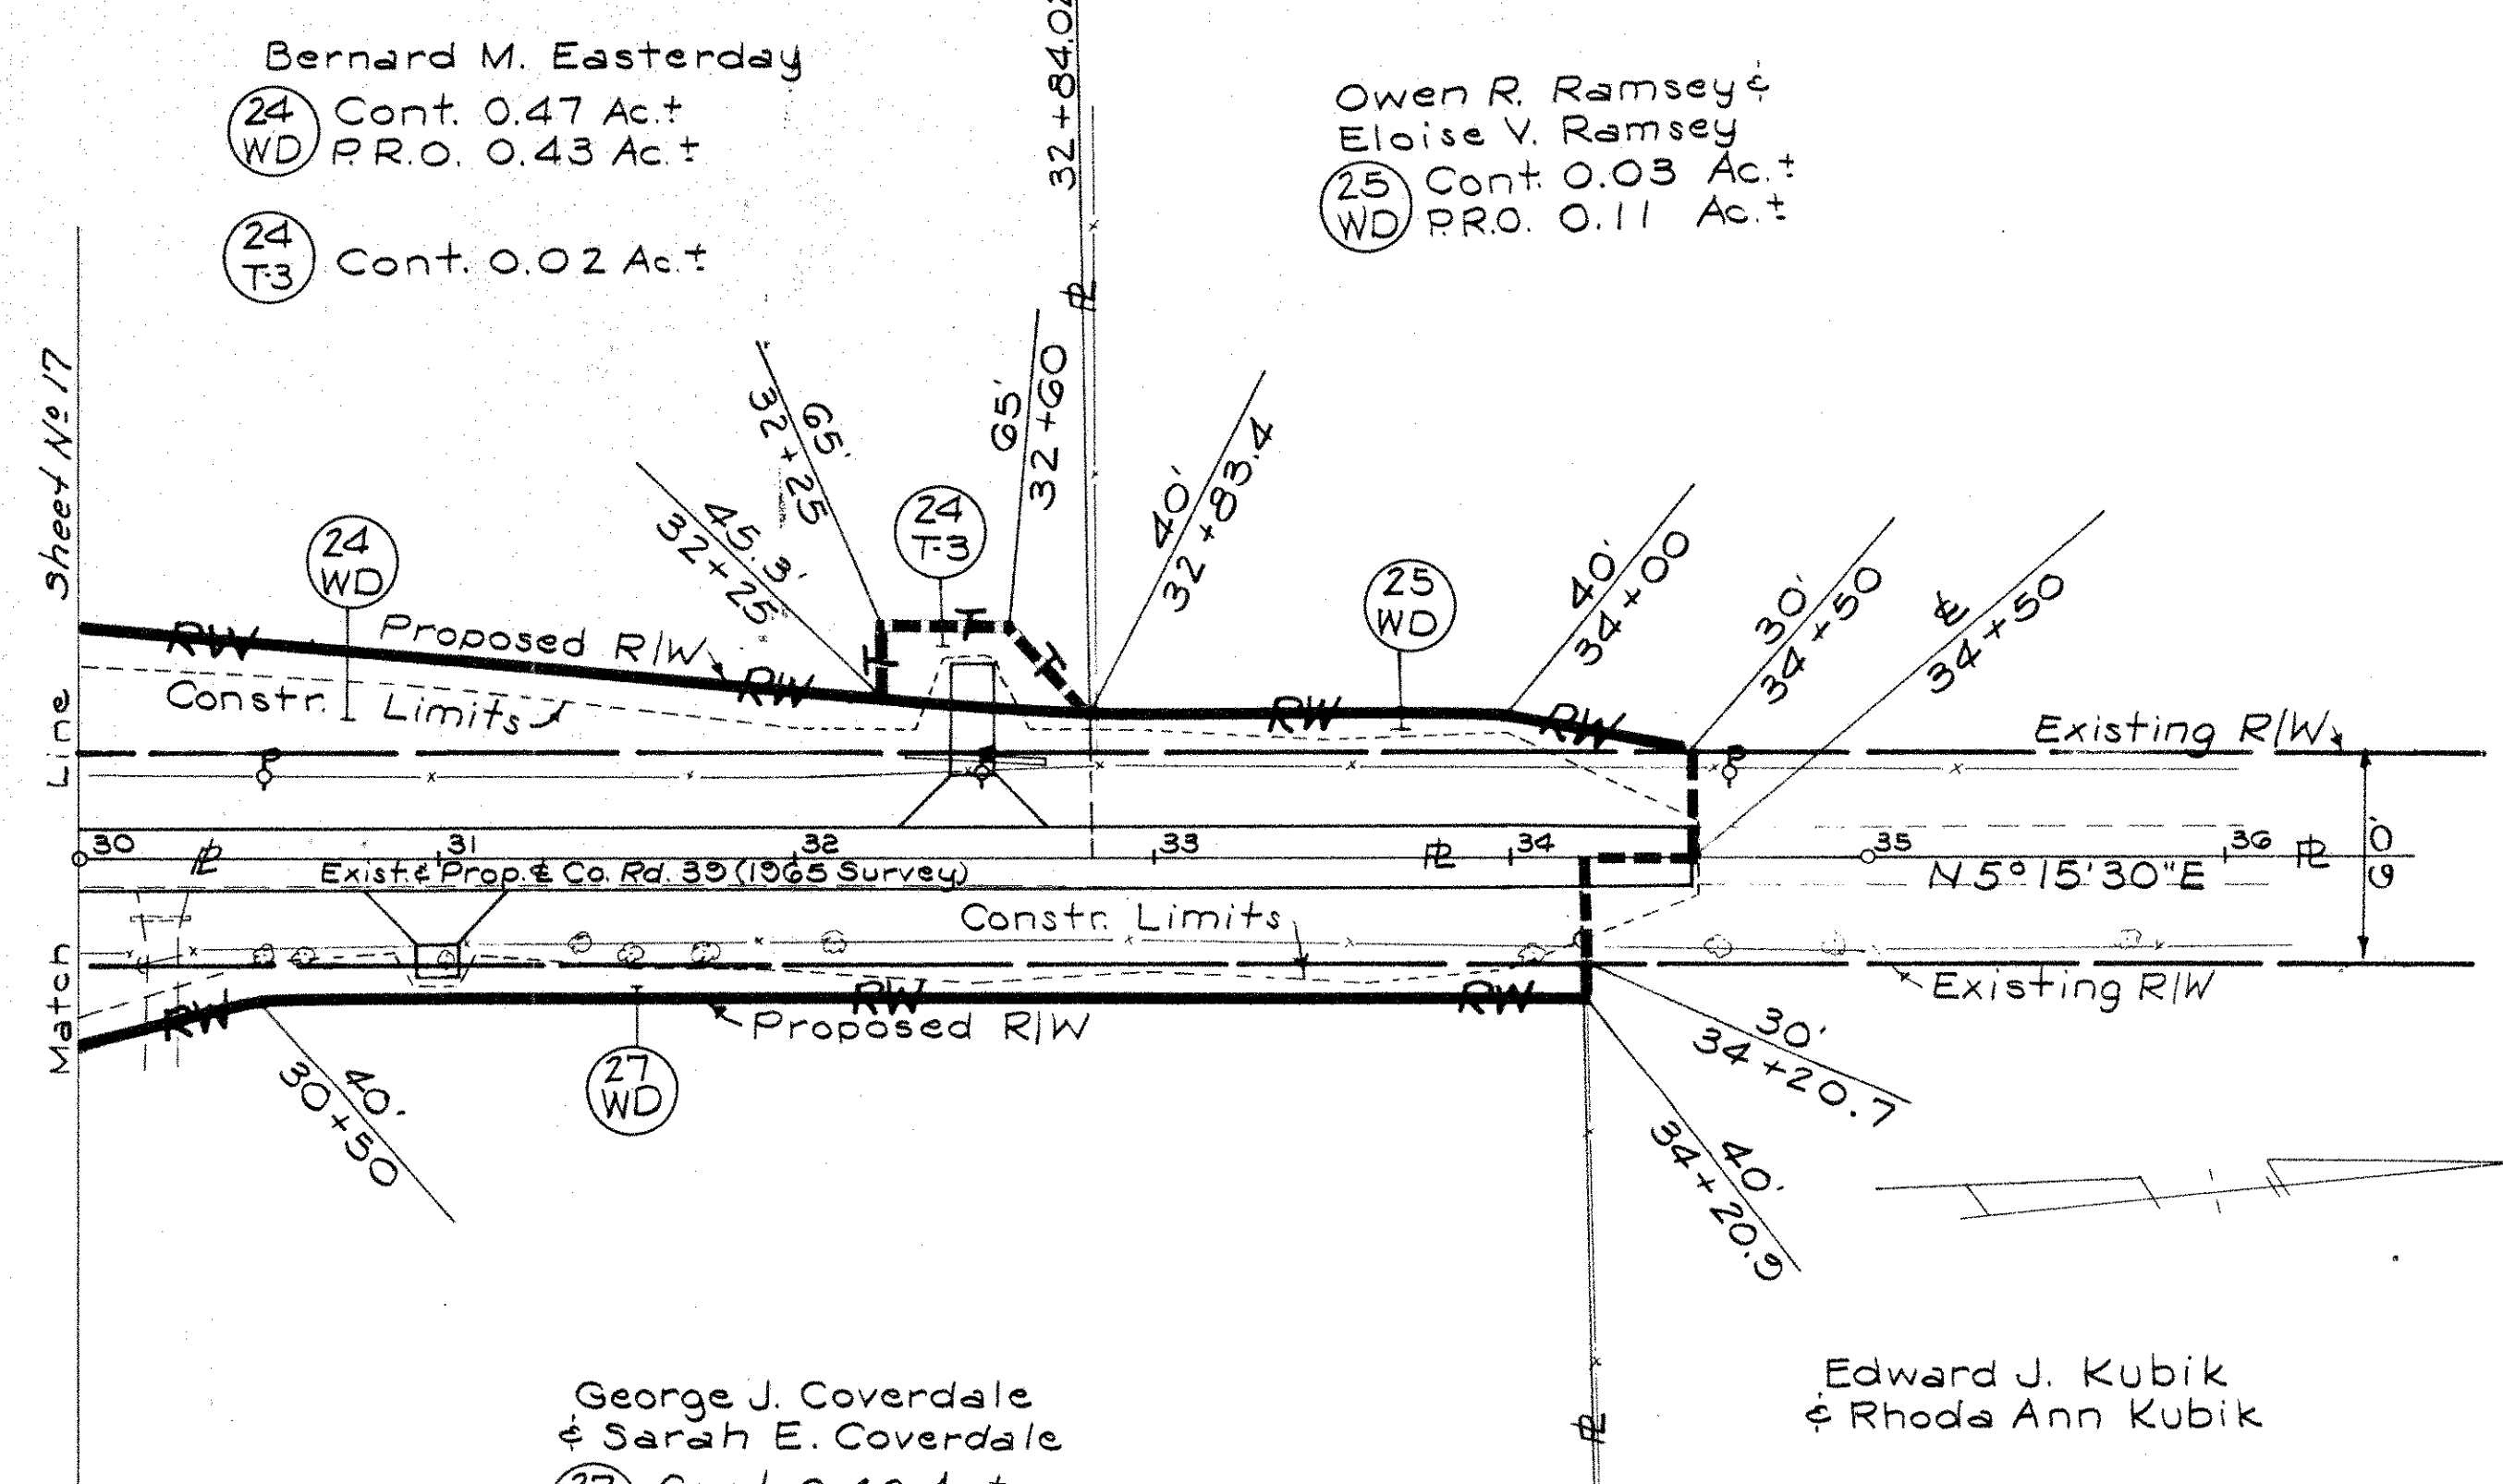 Bernard M. Easterday
24 WD Cont. 0.47 Ac.±
P.R.O. 0.43 Ac.±
24 T-3 Cont. 0.02 Ac.±
32+84.02
Owen R. Ramsey &
Eloise V. Ramsey
25 WD Cont. 0.03 Ac.±
P.R.O. 0.11 Ac.±
Match Line Sheet № 17
PL
65'
32+25
65'
32+60
45.3'
32+25
40'
32+83.4
24 WD
24 T-3
25 WD
40'
34+00
30'
34+50
℄
34+50
Proposed R/W
RW
RW
RW
RW
Constr. Limits
Existing R/W
P
P
30
PL
31
32
33
PL
34
35
36
PL
60'
Exist. & Prop. ℄ Co. Rd. 39 (1965 Survey)
N 5° 15' 30" E
Constr. Limits
Existing R/W
RW
RW
RW
Proposed R/W
40'
30+50
27 WD
30'
34+20.7
40'
34+20.9
PL
George J. Coverdale
& Sarah E. Coverdale
Edward J. Kubik
& Rhoda Ann Kubik
27